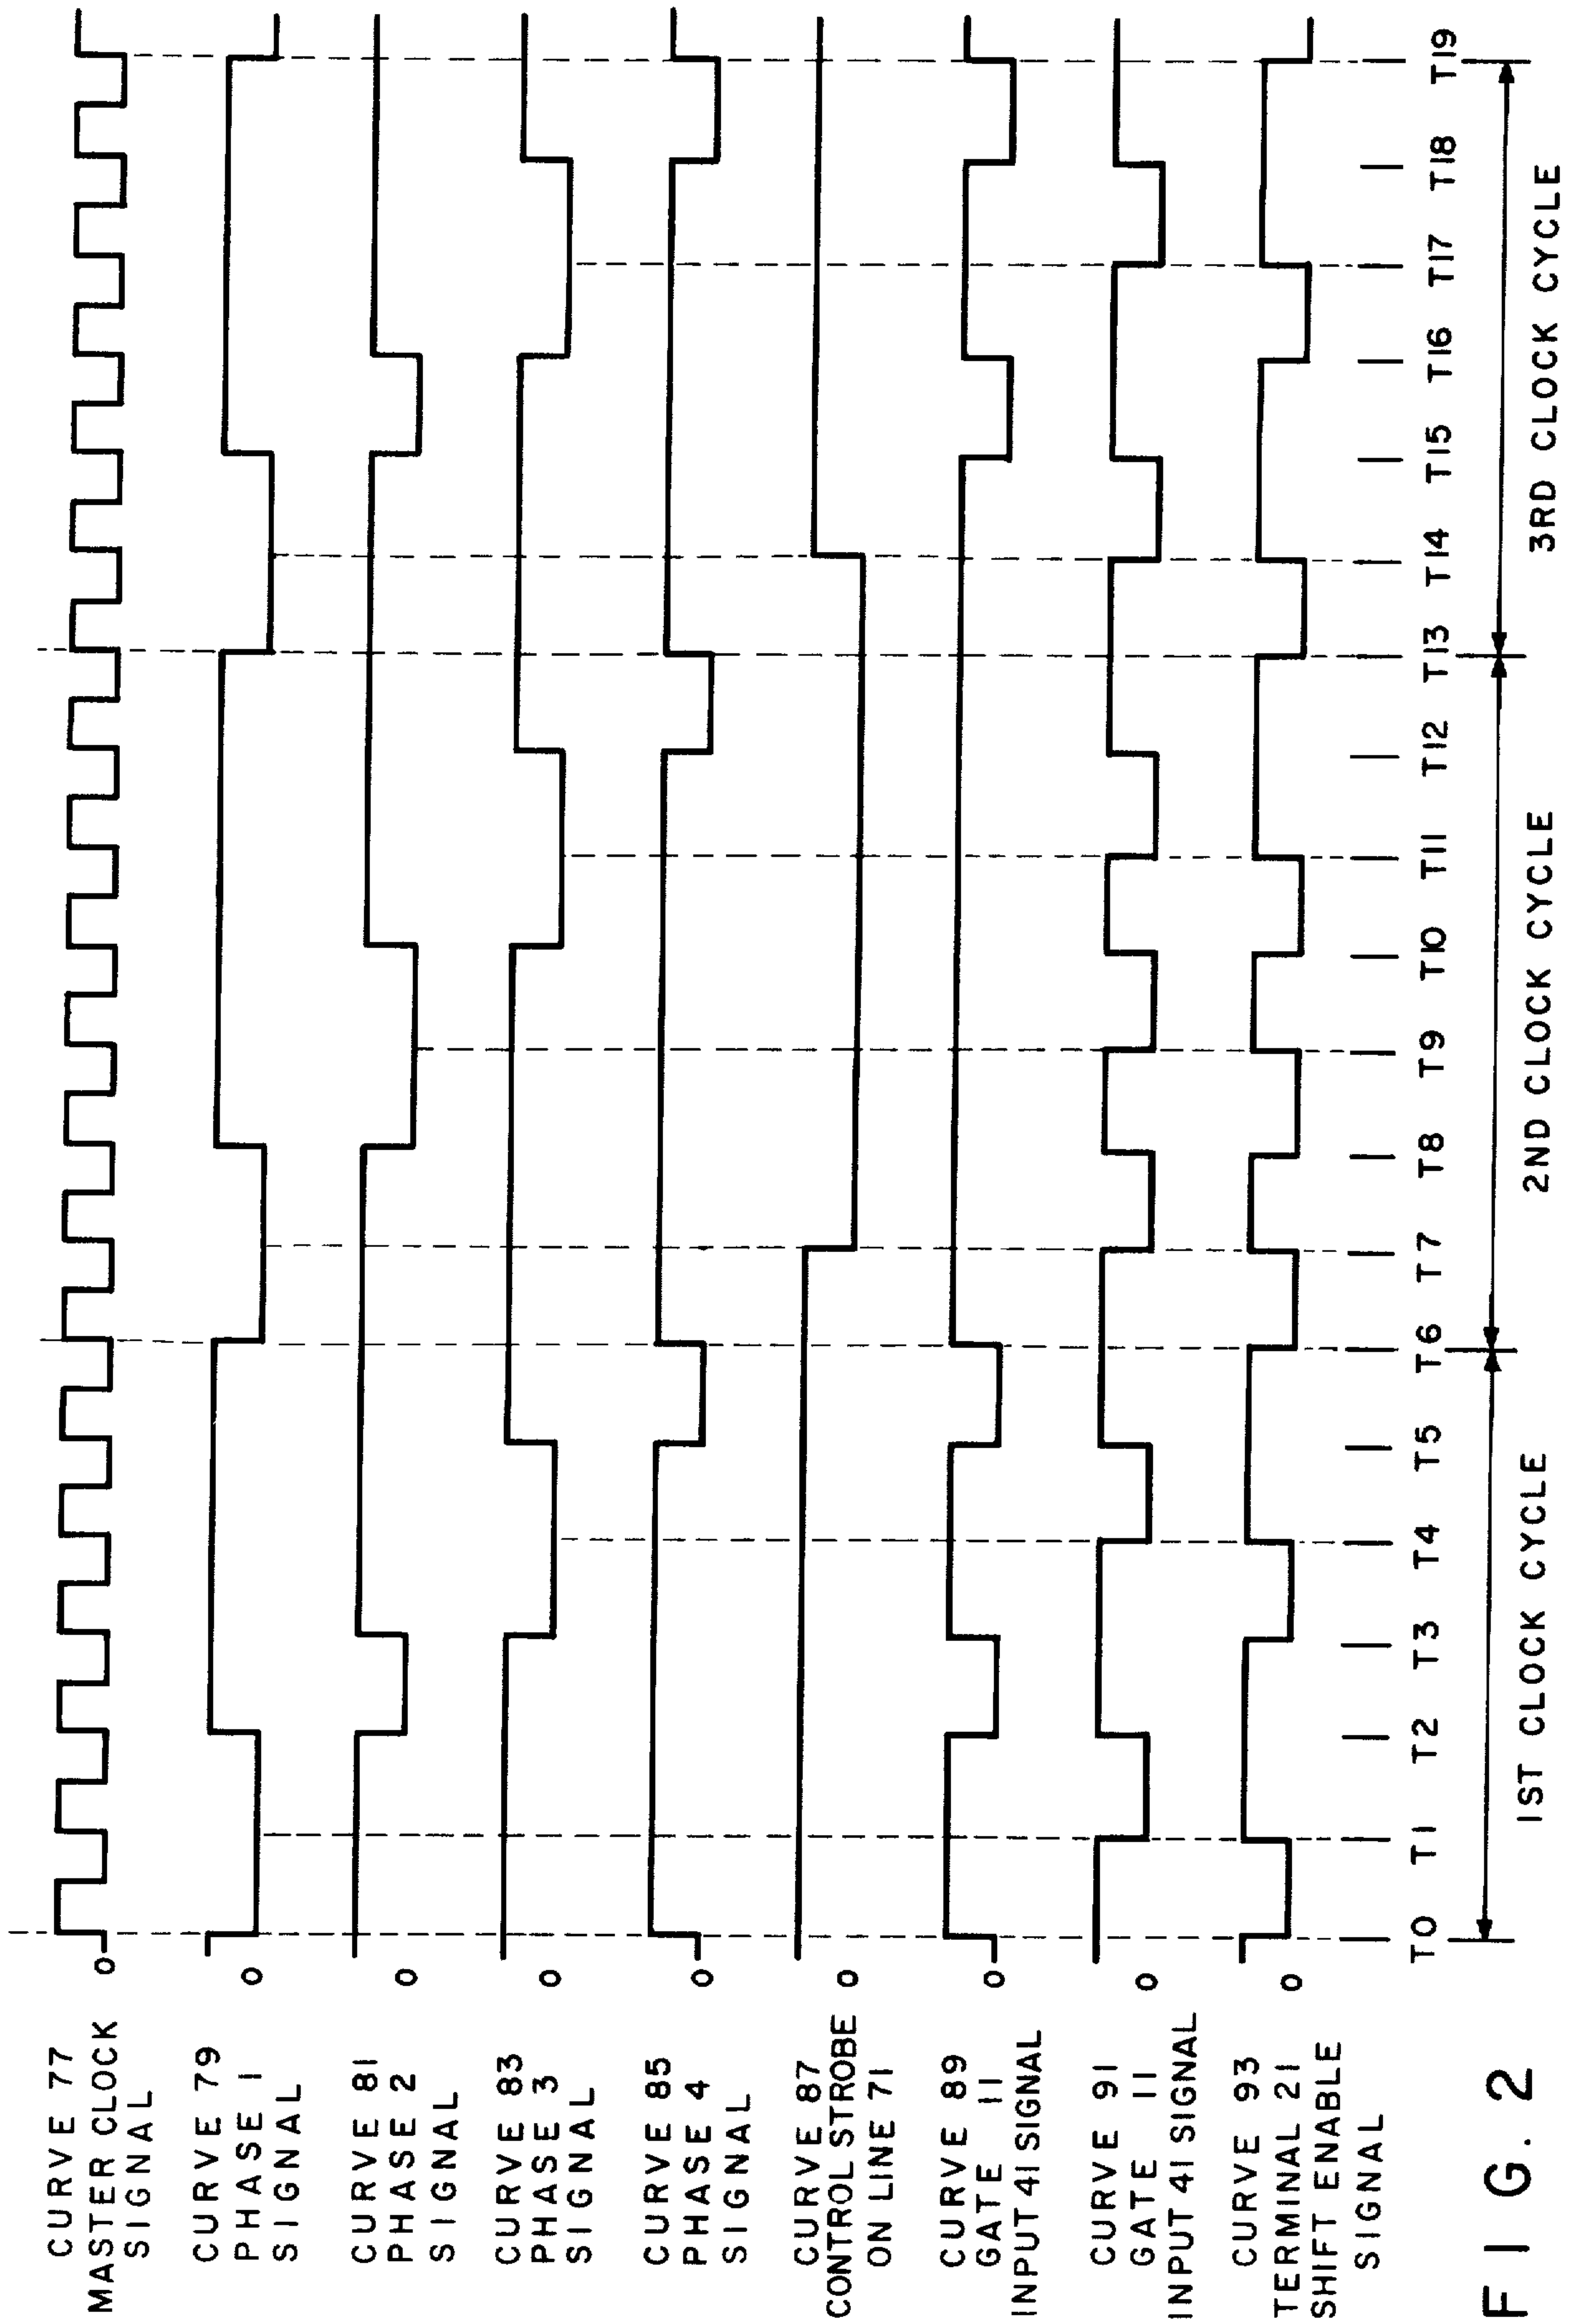 CURVE 77
MASTER CLOCK
SIGNAL
0
CURVE 79
PHASE 1
SIGNAL
0
CURVE 81
PHASE 2
SIGNAL
0
CURVE 83
PHASE 3
SIGNAL
0
CURVE 85
PHASE 4
SIGNAL
0
CURVE 87
CONTROL STROBE
ON LINE 71
0
CURVE 89
GATE 11
INPUT 41 SIGNAL
0
CURVE 91
GATE 11
INPUT 41 SIGNAL
0
CURVE 93
TERMINAL 21
SHIFT ENABLE
SIGNAL
0
T0 T1 T2 T3 T4 T5 T6 T7 T8 T9 T10 T11 T12 T13 T14 T15 T16 T17 T18 T19
1ST CLOCK CYCLE 2ND CLOCK CYCLE 3RD CLOCK CYCLE
FIG. 2